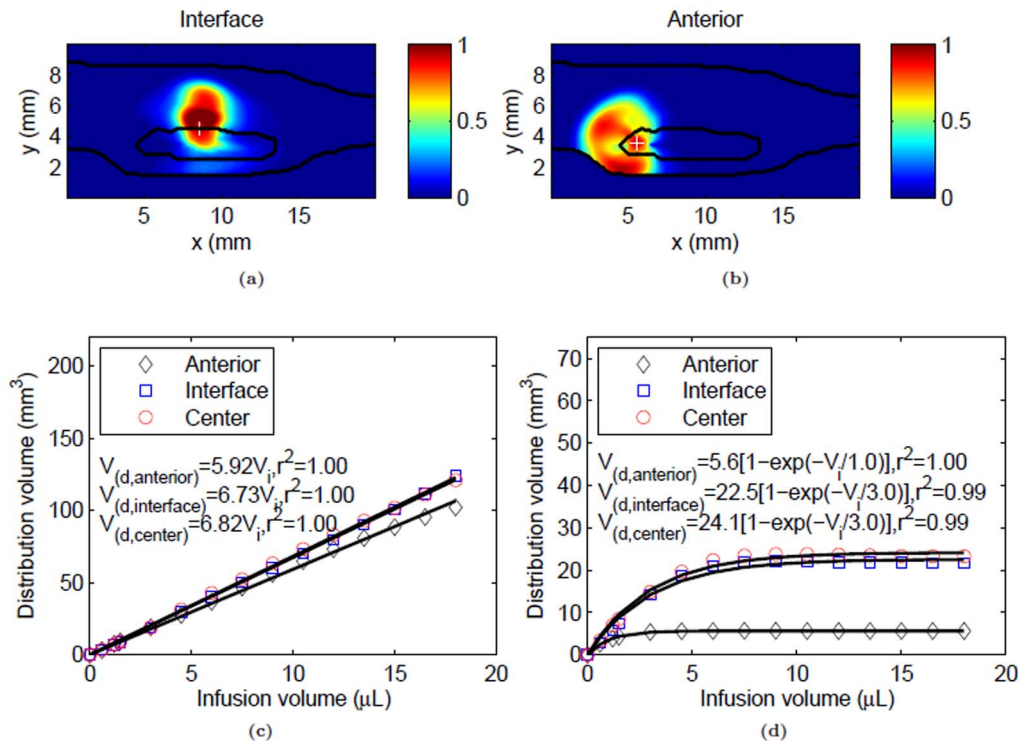 Interface
Anterior
y (mm)
8
6
4
2
5
10
15
x (mm
1
0.5
0
(a)
y (mm)
8
6
4
2
5
10
15
x (mm)
1
0.5
0
(b)
Distribution volume (mm³)
200
150
100
50
0
Anterior
Interface
Center
V(d,anterior)=5.92Vi,r²=1.00
V(d,interface)=6.73Vi,r²=1.00
V(d,center)=6.82Vi,r²=1.00
0
5
10
15
20
Infusion volume (μL)
(c)
Distribution volume (mm³)
70
60
50
40
30
20
10
0
Anterior
Interface
Center
V(d,anterior)=5.6[1−exp(−Vi/1.0)],r²=1.00
V(d,interface)=22.5[1−exp(−Vi/3.0)],r²=0.99
V(d,center)=24.1[1−exp(−Vi/3.0)],r²=0.99
0
5
10
15
20
Infusion volume (μL)
(d)